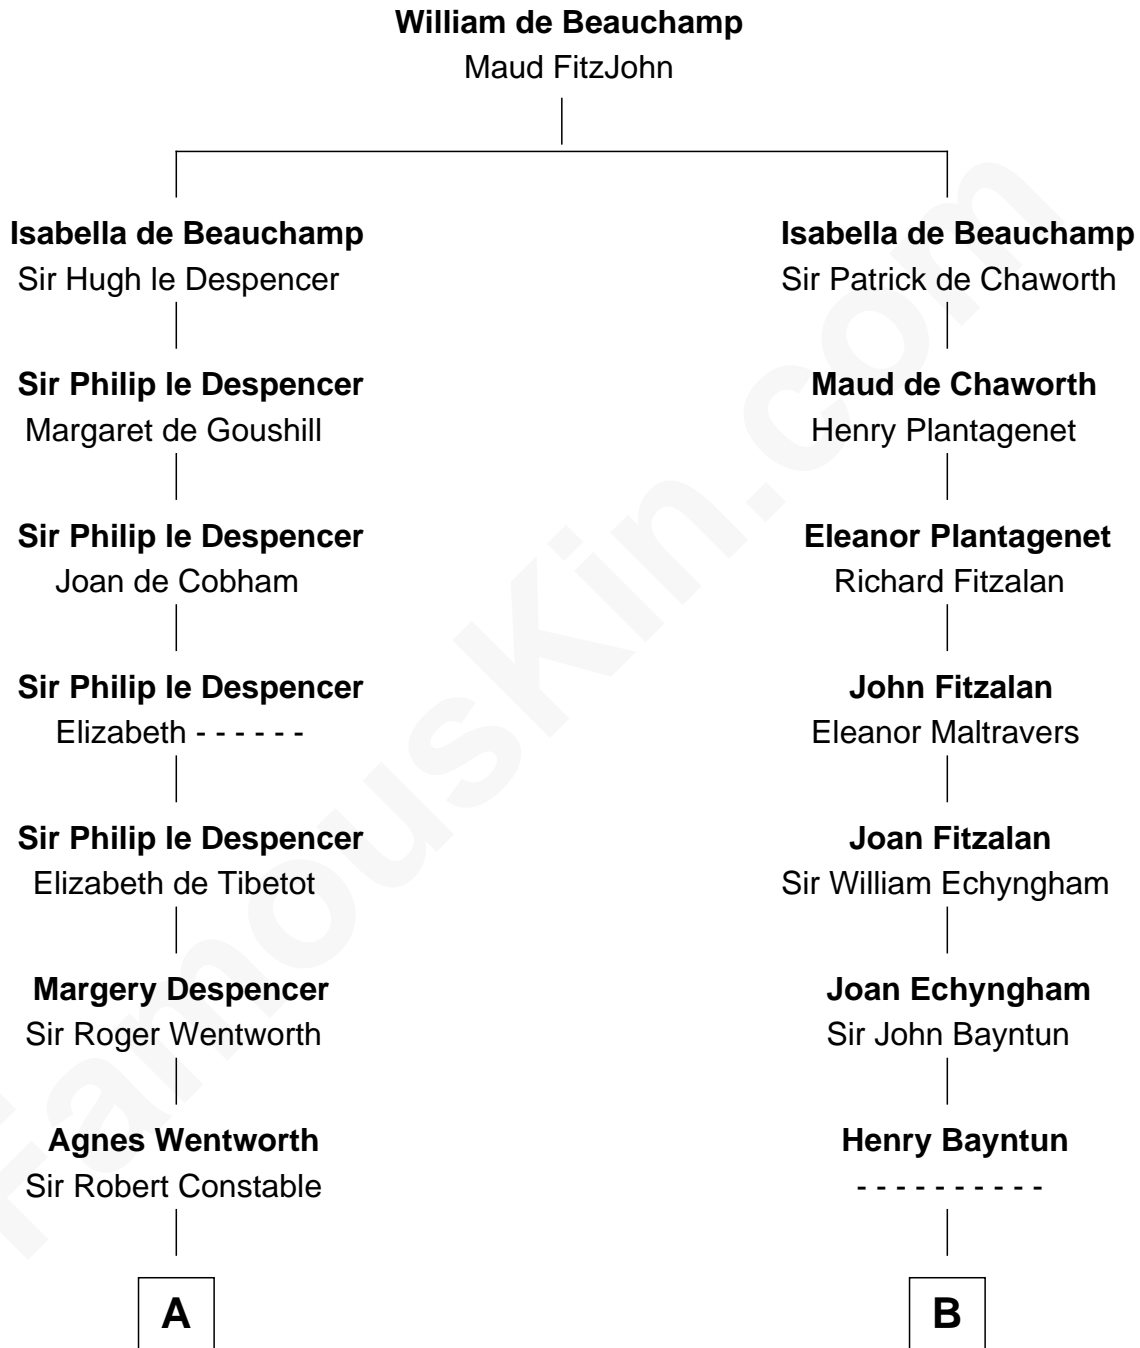 William de Beauchamp
Maud FitzJohn
Isabella de Beauchamp
Sir Hugh le Despencer
Isabella de Beauchamp
Sir Patrick de Chaworth
Sir Philip le Despencer
Margaret de Goushill
Maud de Chaworth
Henry Plantagenet
Sir Philip le Despencer
Joan de Cobham
Eleanor Plantagenet
Richard Fitzalan
Sir Philip le Despencer
Elizabeth - - - - - -
John Fitzalan
Eleanor Maltravers
Sir Philip le Despencer
Elizabeth de Tibetot
Joan Fitzalan
Sir William Echyngham
Margery Despencer
Sir Roger Wentworth
Joan Echyngham
Sir John Bayntun
Agnes Wentworth
Sir Robert Constable
Henry Bayntun
- - - - - - - - - -
A
B
FamousKin.com